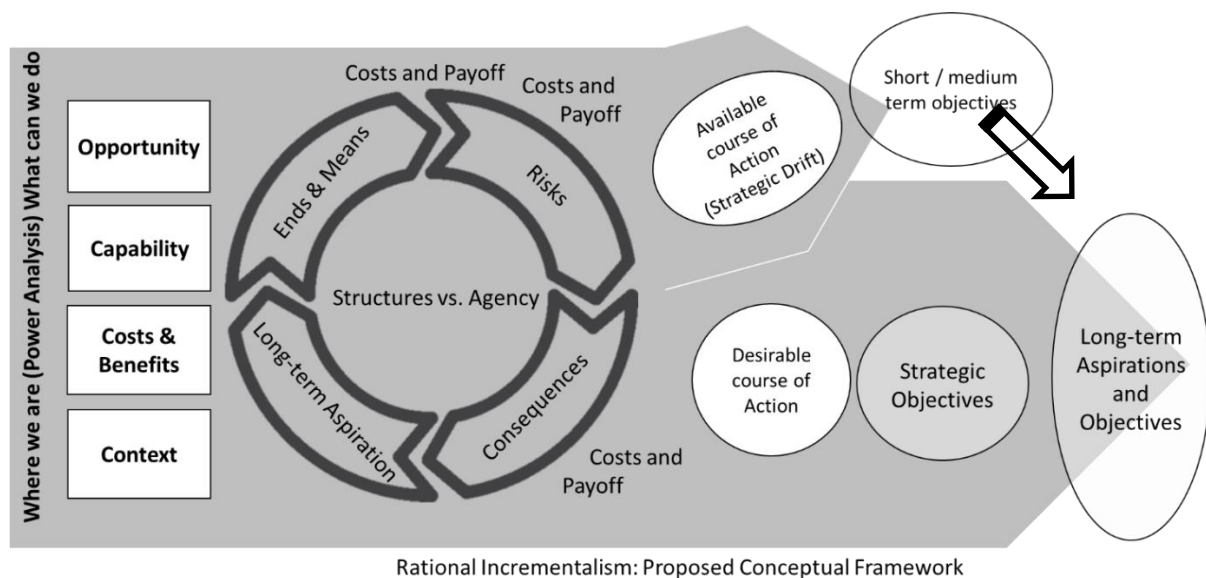 Where we are (Power Analysis) What can we do
Opportunity
Capability
Costs &
Benefits
Context
Costs and Payoff
Costs and
Payoff
Ends & Means
Risks
Structures vs. Agency
Long-term Aspiration
Consequences
Costs and
Payoff
Available
course of
Action
(Strategic Drift)
Short / medium
term objectives
Desirable
course of
Action
Strategic
Objectives
Long-term
Aspirations
and
Objectives
Rational Incrementalism: Proposed Conceptual Framework